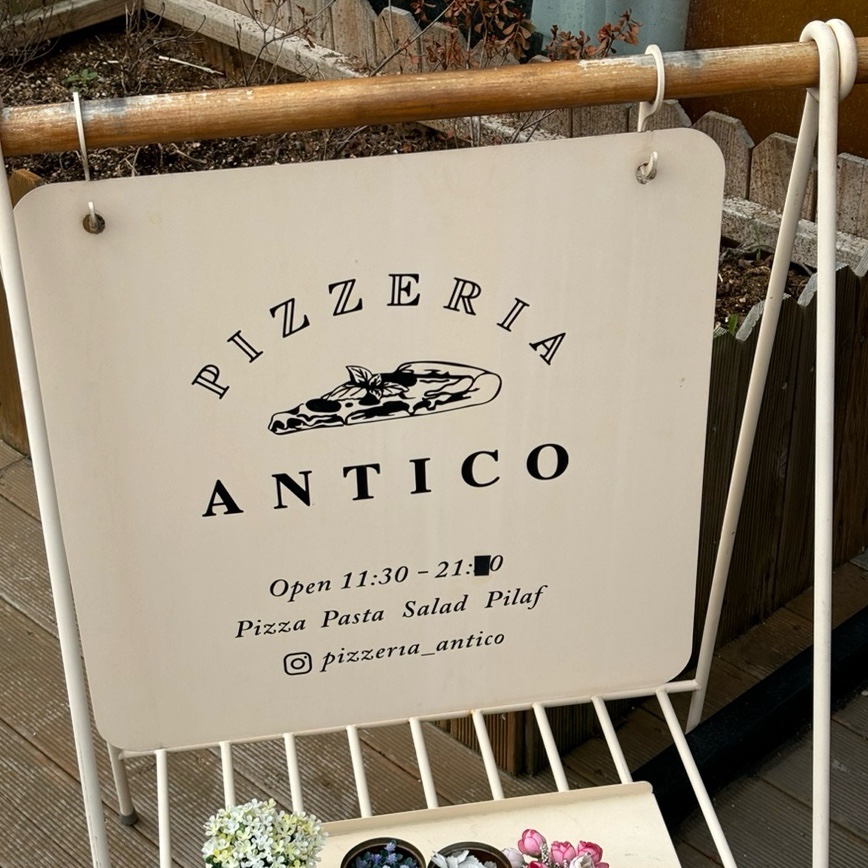 PIZZERIA
ANTICO
Open 11:30 – 
Pizza Pasta Salad Pilaf
pizzeria_antico